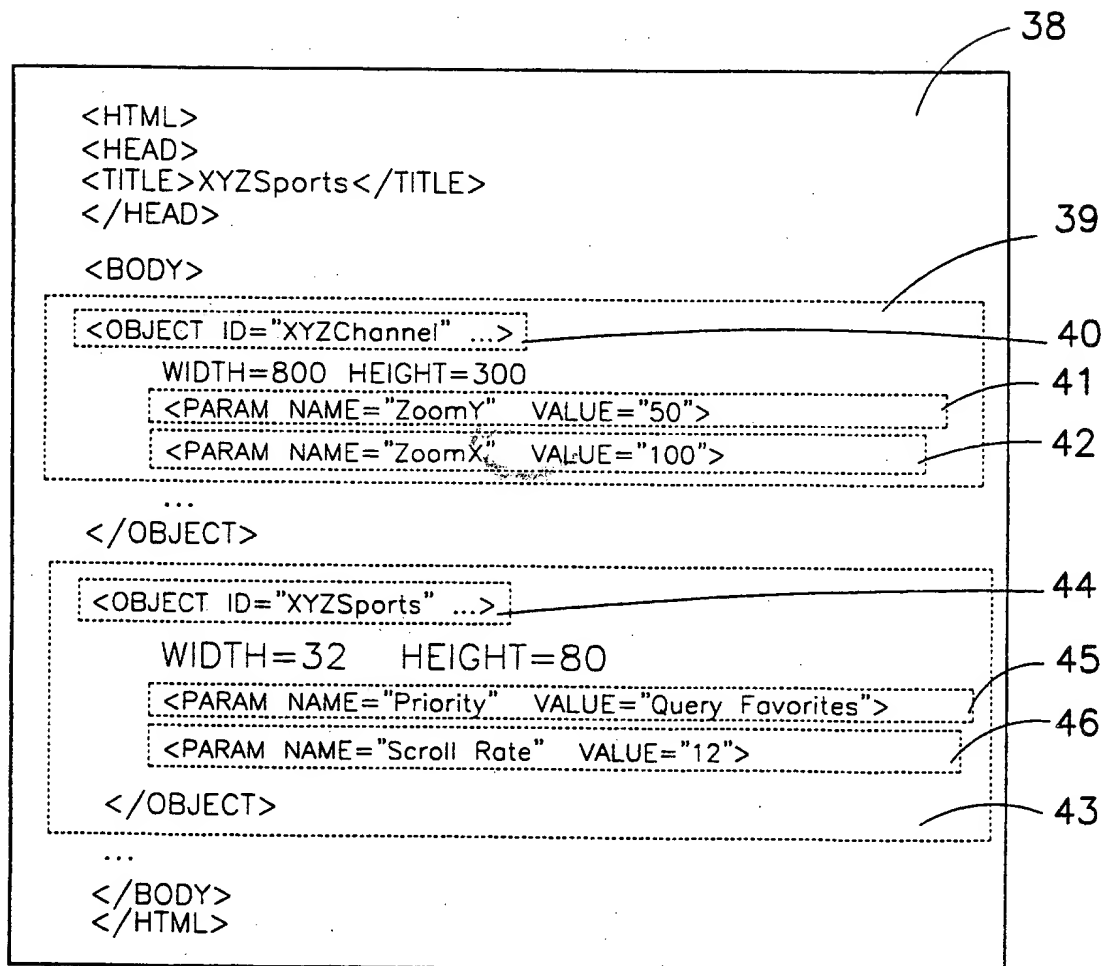 38
<HTML>
<HEAD>
<TITLE>XYZSports</TITLE>
</HEAD>
39
<BODY>
<OBJECT ID="XYZChannel" ...> 40
WIDTH=800 HEIGHT=300 41
<PARAM NAME="ZoomY" VALUE="50">
<PARAM NAME="ZoomX" VALUE="100"> 42
...
</OBJECT>
<OBJECT ID="XYZSports" ...> 44
WIDTH=32 HEIGHT=80 45
<PARAM NAME="Priority" VALUE="Query Favorites">
<PARAM NAME="Scroll Rate" VALUE="12"> 46
</OBJECT> 43
...
</BODY>
</HTML>